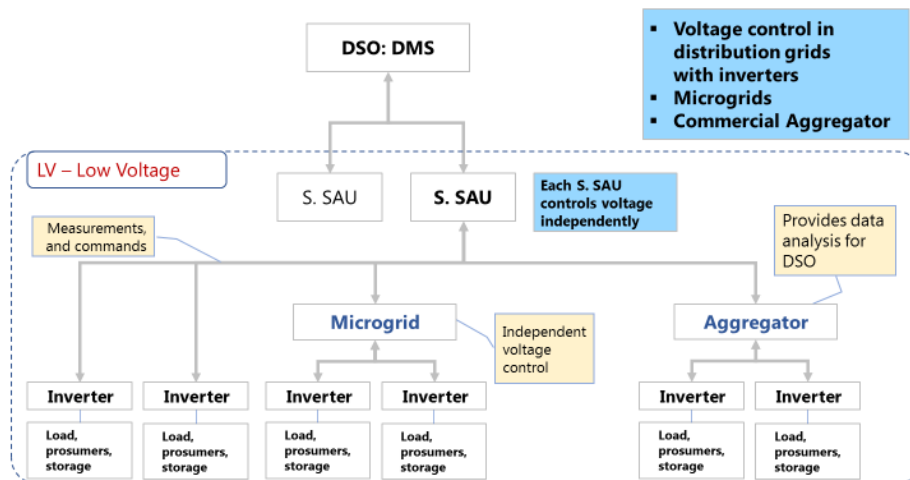 DSO: DMS
▪ Voltage control in
distribution grids
with inverters
▪ Microgrids
▪ Commercial Aggregator
LV – Low Voltage
S. SAU
S. SAU
Each S. SAU
controls voltage
independently
Measurements,
and commands
Provides data
analysis for
DSO
Microgrid
Independent
voltage
control
Aggregator
Inverter
Inverter
Inverter
Inverter
Inverter
Inverter
Load,
prosumers,
storage
Load,
prosumers,
storage
Load,
prosumers,
storage
Load,
prosumers,
storage
Load,
prosumers,
storage
Load,
prosumers,
storage